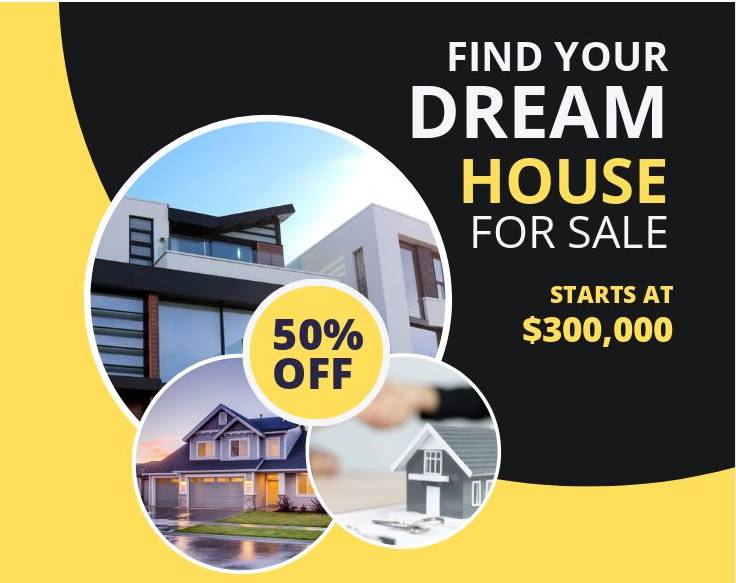 FIND YOUR
DREAM
HOUSE
FOR SALE
STARTS AT
$300,000
50%
OFF